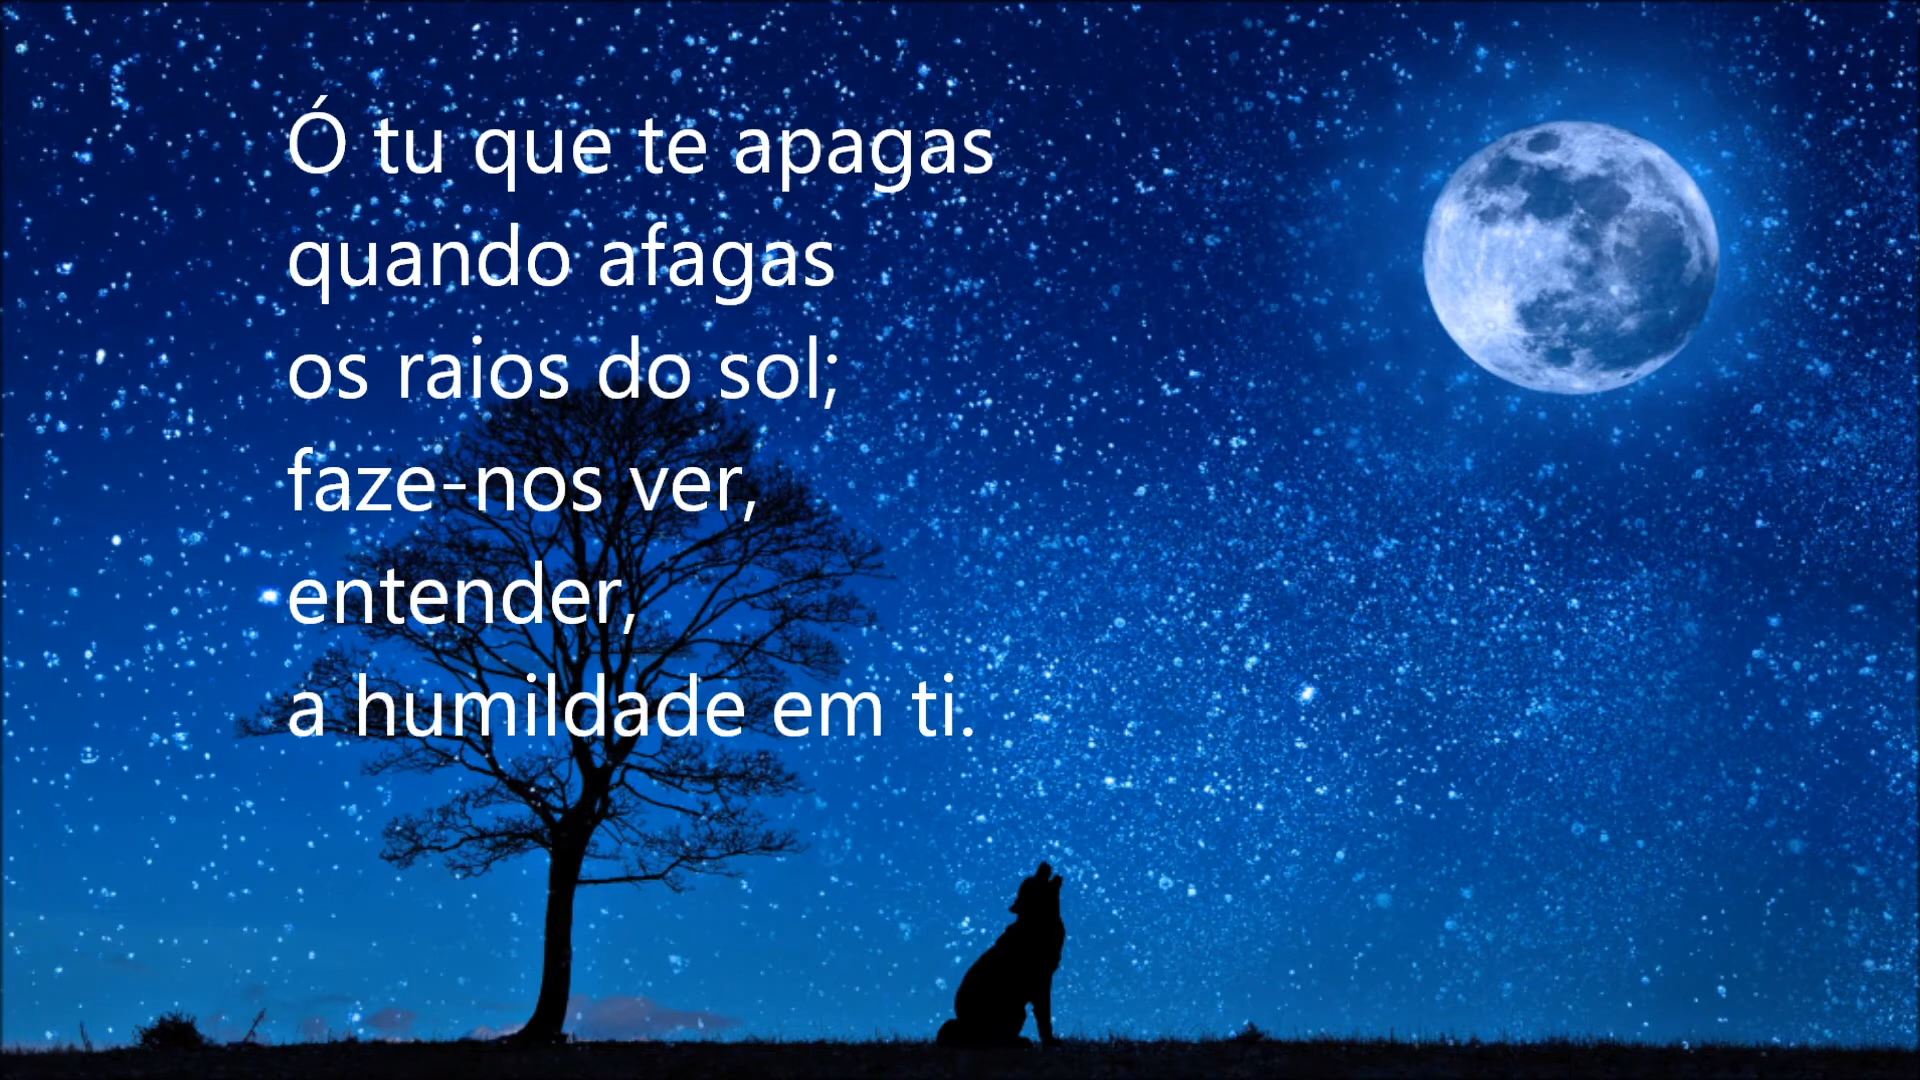 Ó tu que te apagas
quando afagas
os raios do sol;
faze-nos ver,
entender,
a humildade em ti.